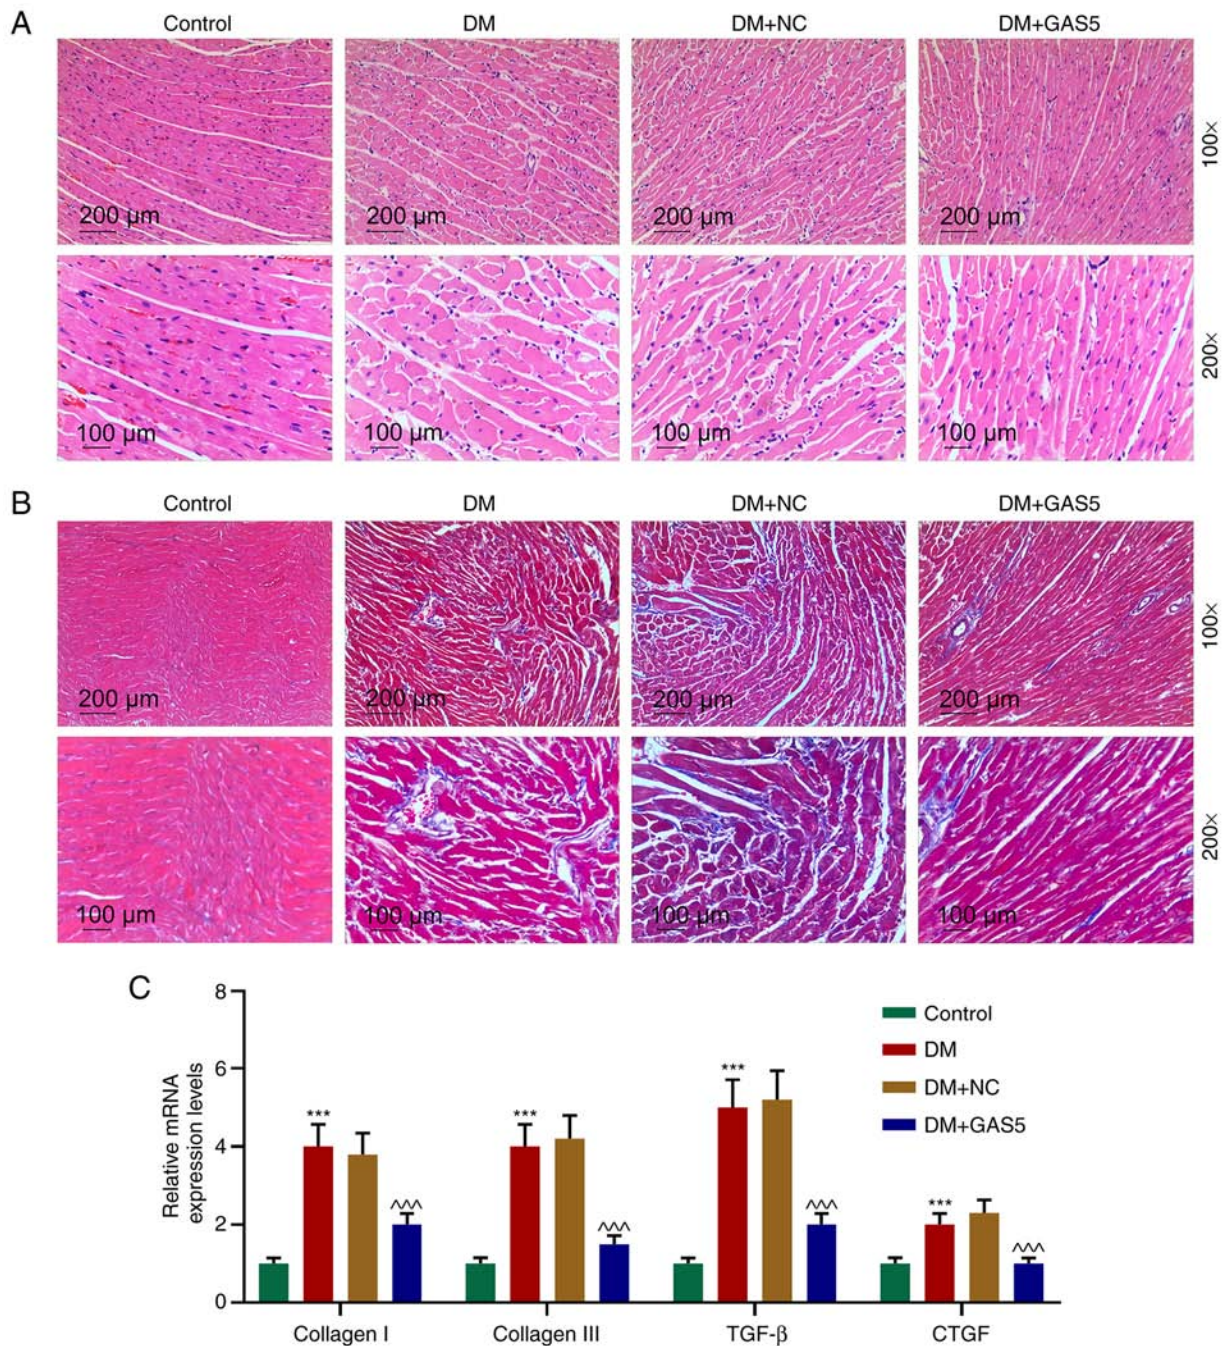 A
Control DM DM+NC DM+GAS5
200 µm 200 µm 200 µm 200 µm 100×
100 µm 100 µm 100 µm 100 µm 200×
B
Control DM DM+NC DM+GAS5
200 µm 200 µm 200 µm 200 µm 100×
100 µm 100 µm 100 µm 100 µm 200×
C
Relative mRNA
expression levels
8
6
4
2
0
Control
DM
DM+NC
DM+GAS5
*** ^^^ *** ^^^ *** ^^^ *** ^^^
Collagen I Collagen III TGF-β CTGF